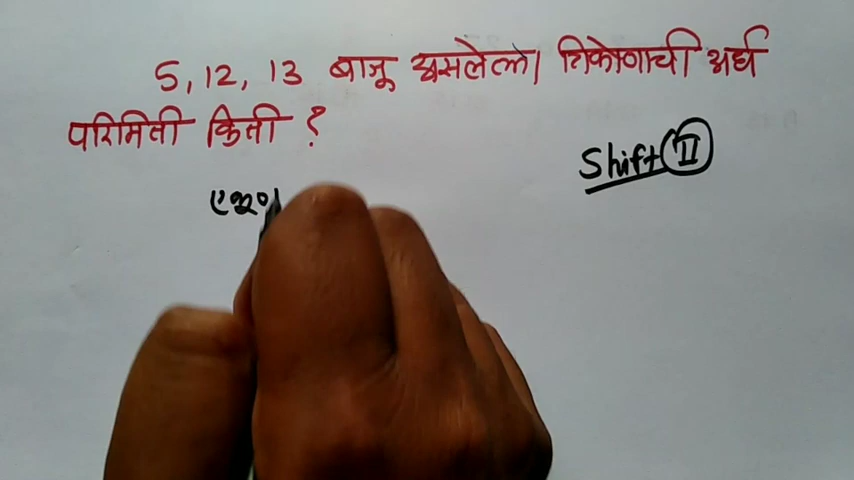 5, 12, 13 बाजू असलेल्या त्रिकोणाची अर्ध
परिमिती किती ?
Shift II